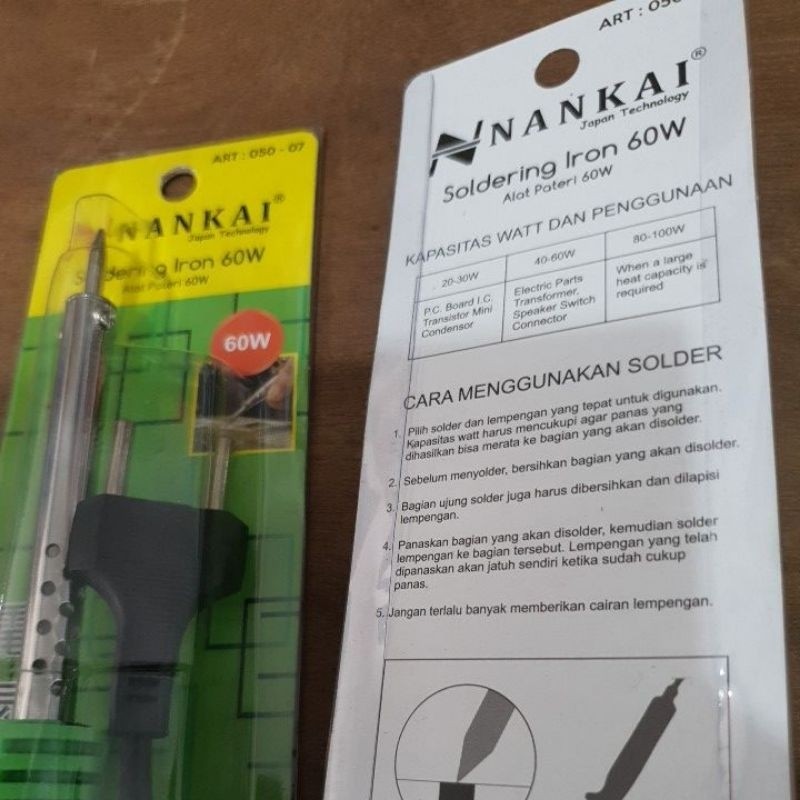 ART : 050 - 07
NANKAI®
Japan Technology
Soldering Iron 60W
Alat Pateri 60W
60W
ART : 050
NANKAI®
Japan Technology
Soldering Iron 60W
Alat Pateri 60W
KAPASITAS WATT DAN PENGGUNAAN
20-30W 40-60W 80-100W
P.C. Board I.C,
Transistor Mini
Condensor
Electric Parts
Transformer,
Speaker Switch
Connector
When a large
heat capacity is
required
CARA MENGGUNAKAN SOLDER
1. Pilih solder dan lempengan yang tepat untuk digunakan.
Kapasitas watt harus mencukupi agar panas yang
dihasilkan bisa merata ke bagian yang akan disolder.
2. Sebelum menyolder, bersihkan bagian yang akan disolder.
3. Bagian ujung solder juga harus dibersihkan dan dilapisi
lempengan.
4. Panaskan bagian yang akan disolder, kemudian solder
lempengan ke bagian tersebut. Lempengan yang telah
dipanaskan akan jatuh sendiri ketika sudah cukup
panas.
5. Jangan terlalu banyak memberikan cairan lempengan.